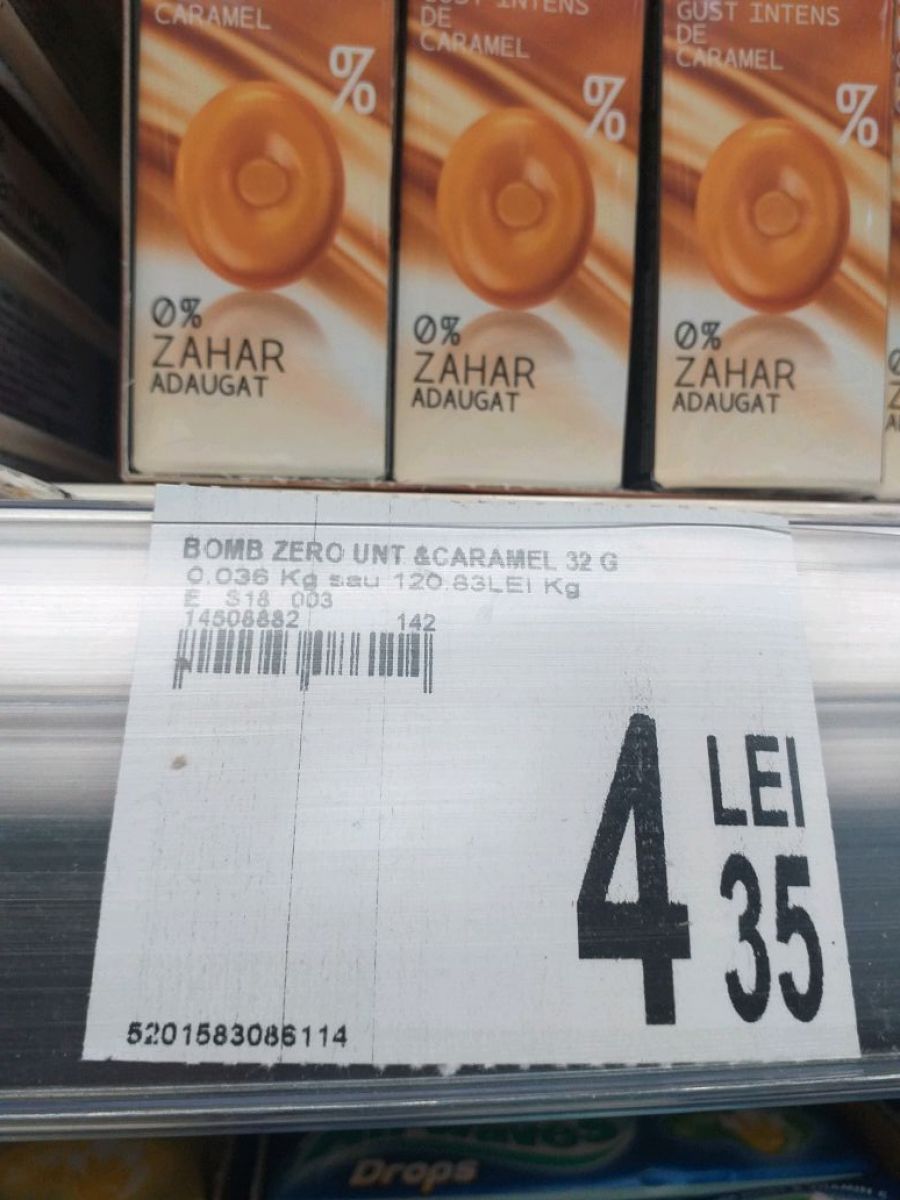 CARAMEL
%
0%
ZAHAR
ADAUGAT
GUST INTENS
DE
CARAMEL
%
0%
ZAHAR
ADAUGAT
GUST INTENS
DE
CARAMEL
%
0%
ZAHAR
ADAUGAT
BOMB ZERO UNT &CARAMEL 32 G
0.036 Kg sau 120.83LEI Kg
E S18 003
14508882 142
4 LEI
35
5201583086114
Drops